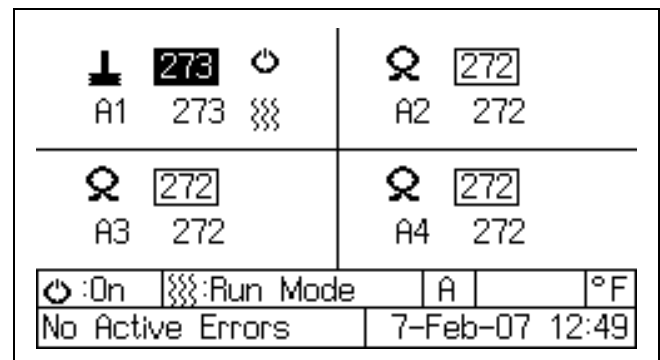 273
A1 273
272
A2 272
272
A3 272
272
A4 272
:On :Run Mode A °F
No Active Errors 7-Feb-07 12:49